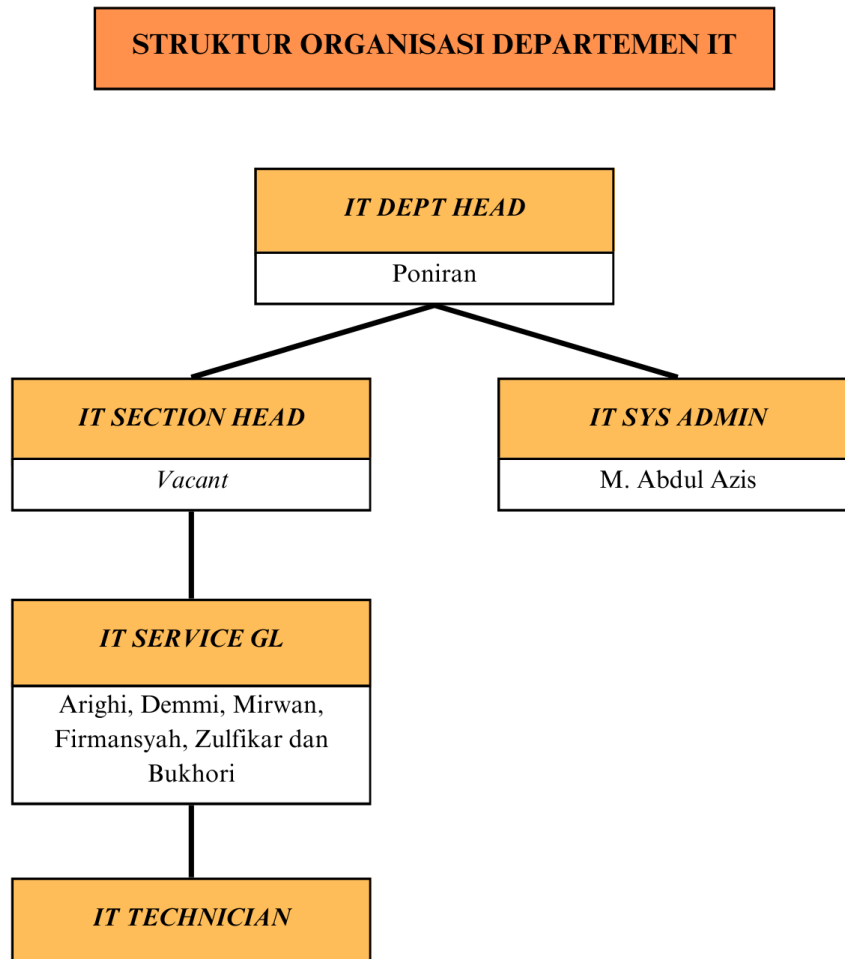 STRUKTUR ORGANISASI DEPARTEMEN IT
IT DEPT HEAD
Poniran
IT SECTION HEAD
Vacant
IT SYS ADMIN
M. Abdul Azis
IT SERVICE GL
Arighi, Demmi, Mirwan,
Firmansyah, Zulfikar dan
Bukhori
IT TECHNICIAN